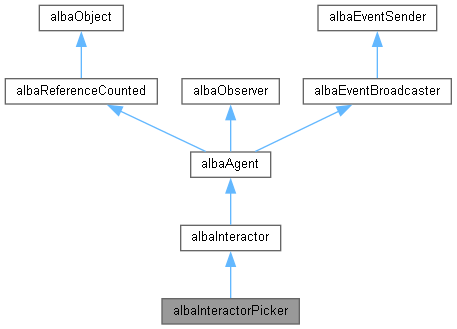 albaObject
albaEventSender
albaReferenceCounted
albaObserver
albaEventBroadcaster
albaAgent
albaInteractor
albaInteractorPicker